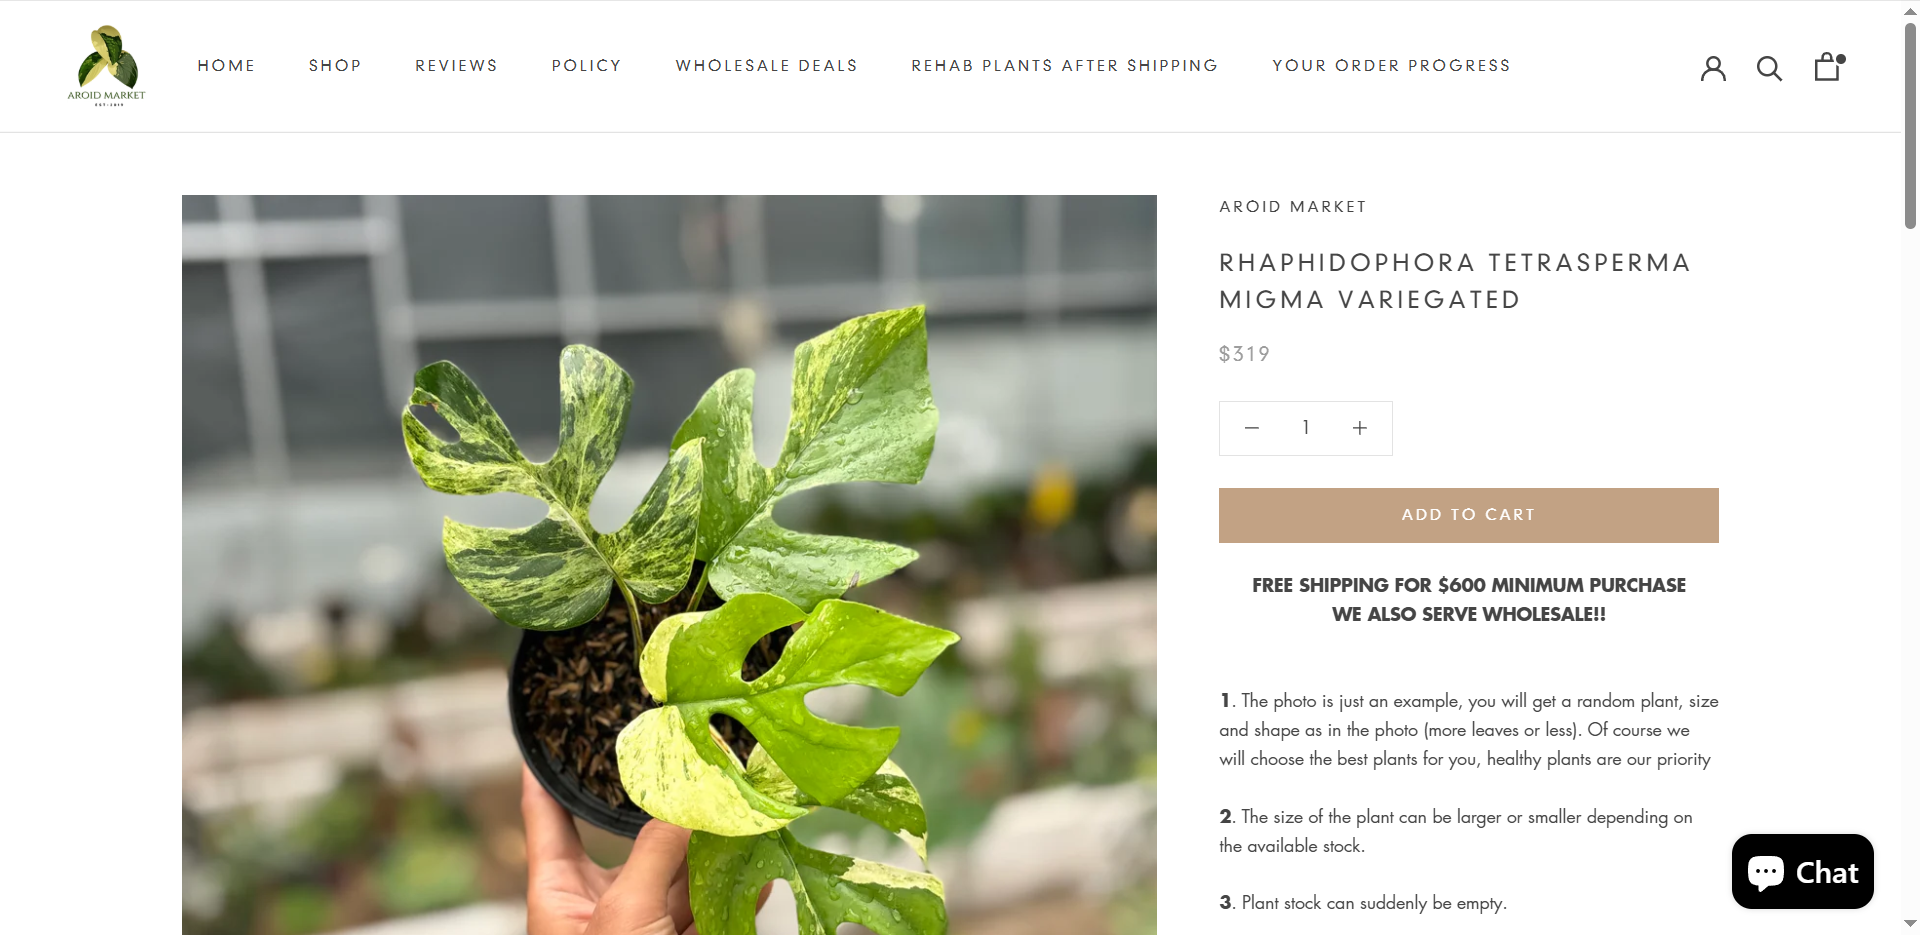 AROID MARKET
EST-2019
HOME
SHOP
REVIEWS
POLICY
WHOLESALE DEALS
REHAB PLANTS AFTER SHIPPING
YOUR ORDER PROGRESS
AROID MARKET
RHAPHIDOPHORA TETRASPERMA
MIGMA VARIEGATED
$319
1
ADD TO CART
FREE SHIPPING FOR $600 MINIMUM PURCHASE
WE ALSO SERVE WHOLESALE!!
1. The photo is just an example, you will get a random plant, size
and shape as in the photo (more leaves or less). Of course we
will choose the best plants for you, healthy plants are our priority
2. The size of the plant can be larger or smaller depending on
the available stock.
3. Plant stock can suddenly be empty.
Chat